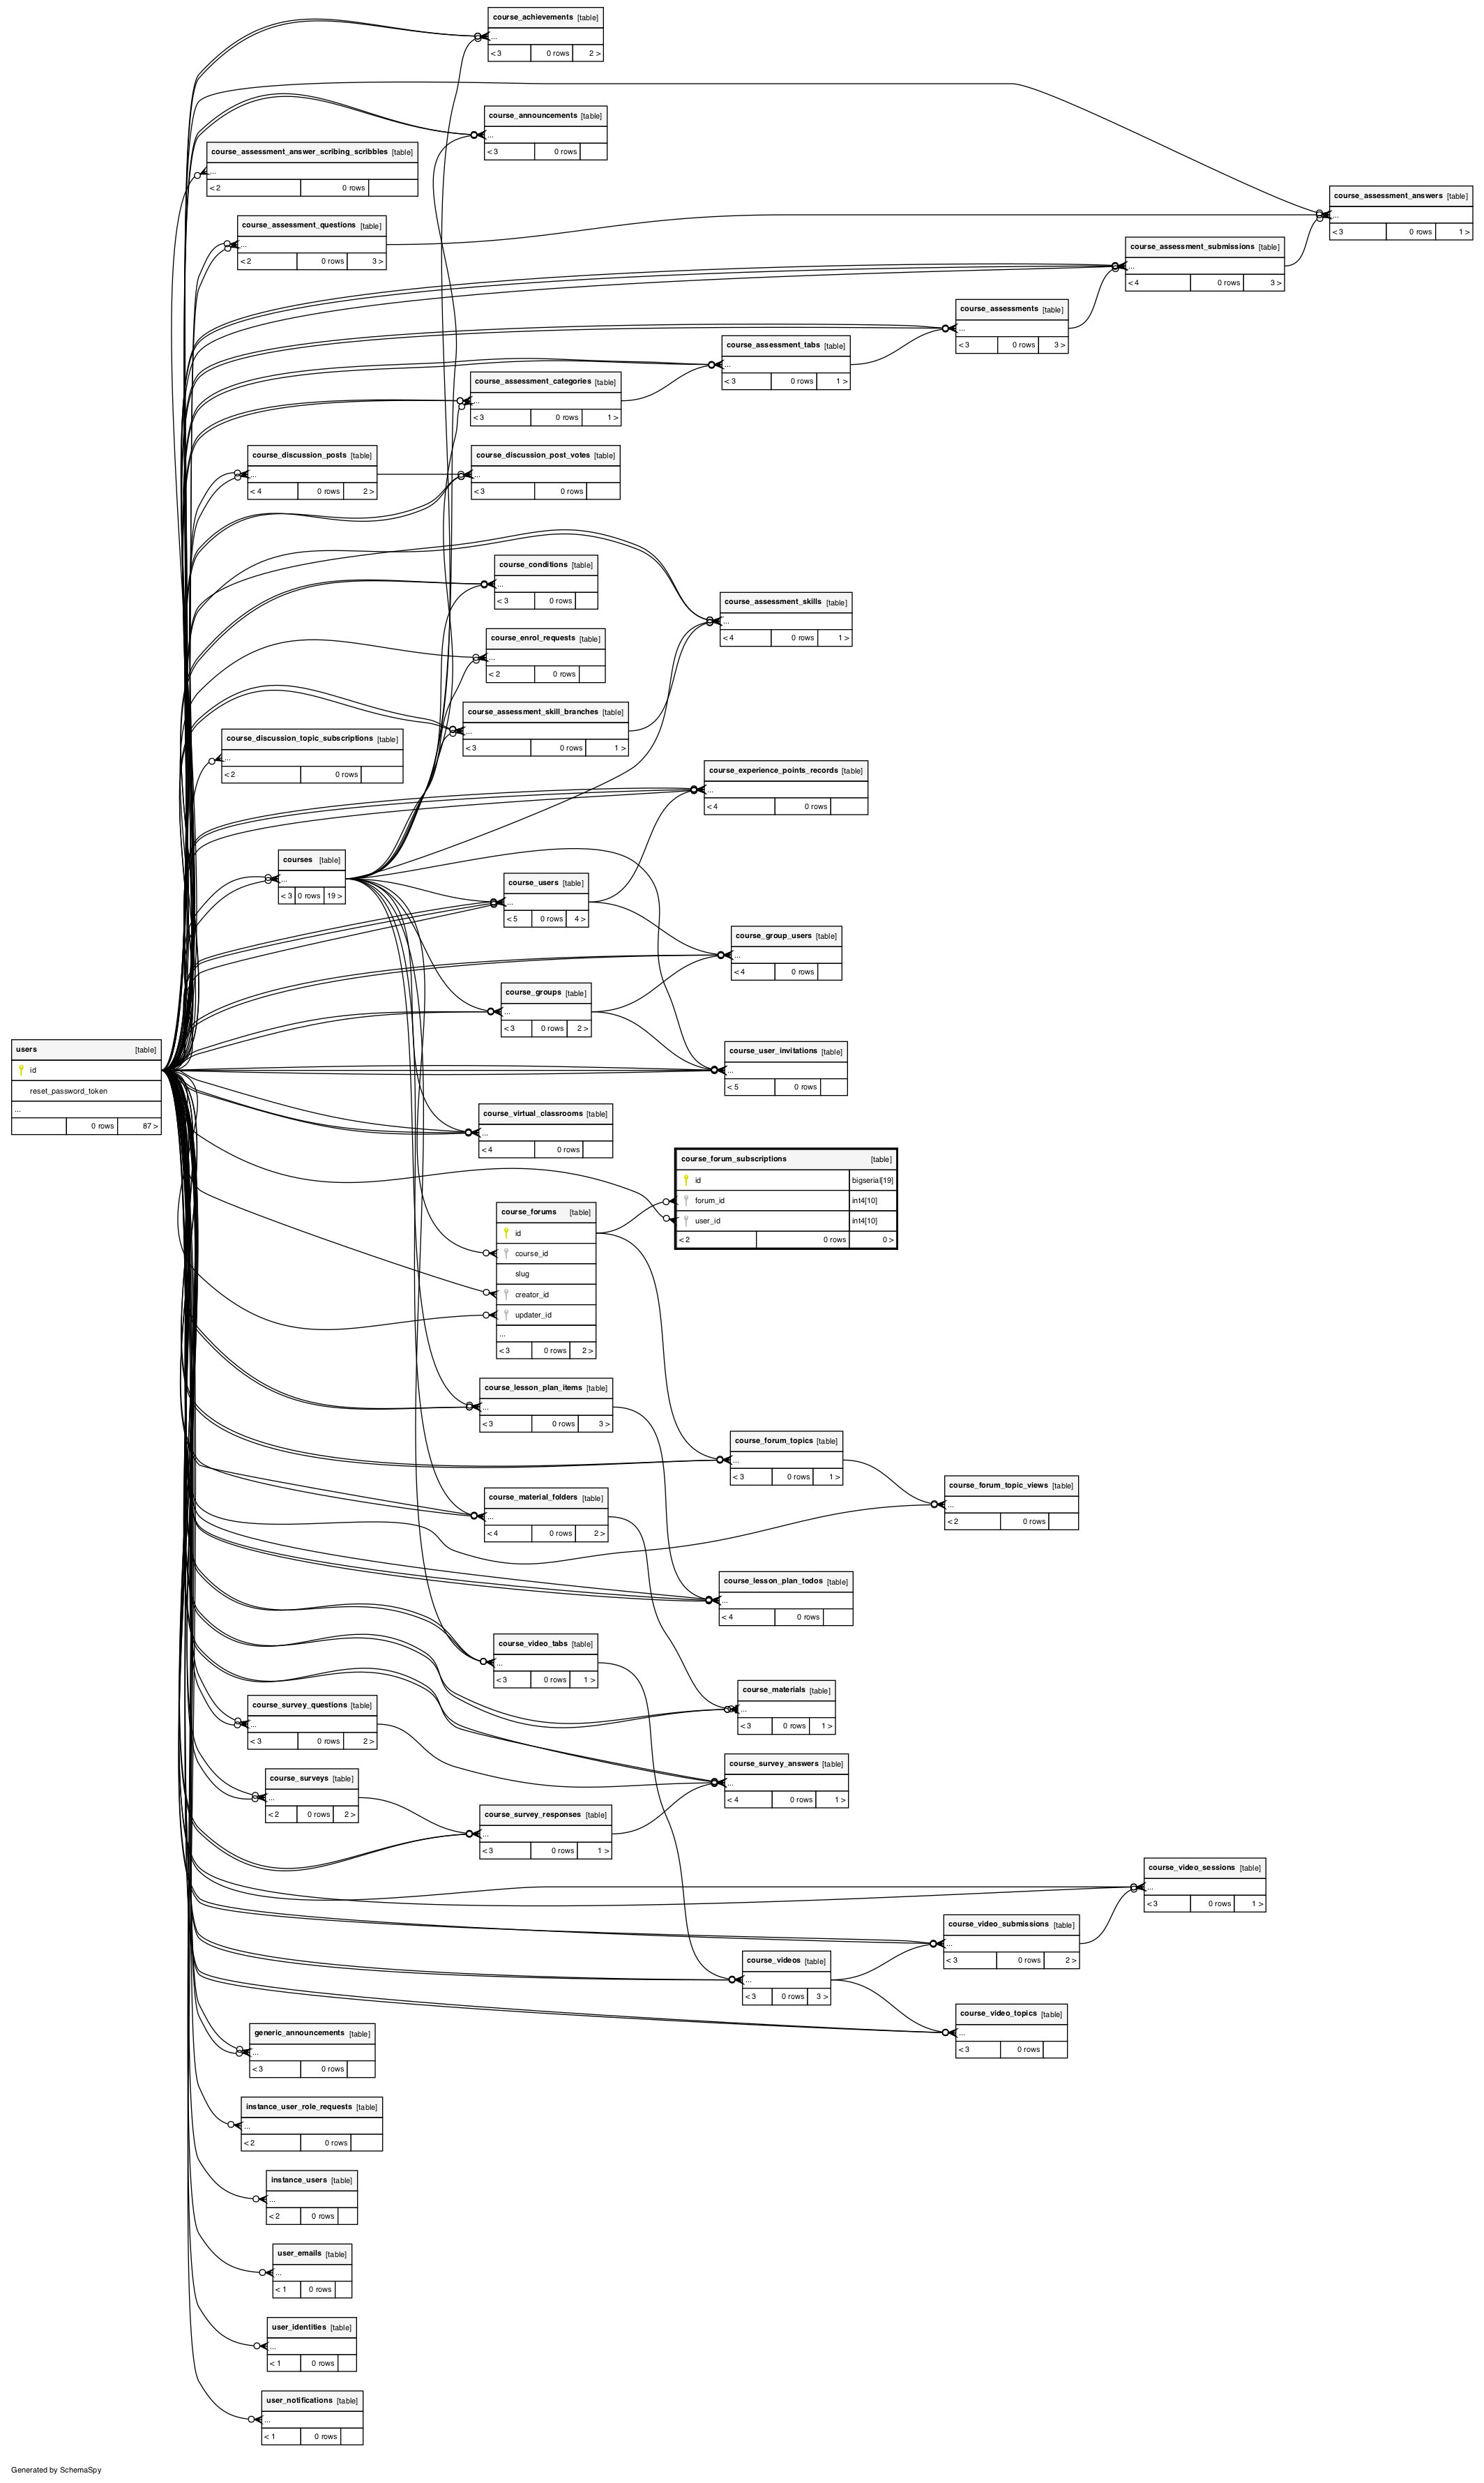 course_achievements [table]
...
< 3 0 rows 2 >
course_announcements [table]
...
< 3 0 rows
course_assessment_answer_scribing_scribbles [table]
...
< 2 0 rows
course_assessment_answers [table]
...
< 3 0 rows 1 >
course_assessment_questions [table]
...
< 2 0 rows 3 >
course_assessment_submissions [table]
...
< 4 0 rows 3 >
course_assessments [table]
...
< 3 0 rows 3 >
course_assessment_tabs [table]
...
< 3 0 rows 1 >
course_assessment_categories [table]
...
< 3 0 rows 1 >
course_discussion_posts [table]
...
< 4 0 rows 2 >
course_discussion_post_votes [table]
...
< 3 0 rows
course_conditions [table]
...
< 3 0 rows
course_assessment_skills [table]
...
< 4 0 rows 1 >
course_enrol_requests [table]
...
< 2 0 rows
course_assessment_skill_branches [table]
...
< 3 0 rows 1 >
course_discussion_topic_subscriptions [table]
...
< 2 0 rows
course_experience_points_records [table]
...
< 4 0 rows
courses [table]
...
< 3 0 rows 19 >
course_users [table]
...
< 5 0 rows 4 >
course_group_users [table]
...
< 4 0 rows
course_groups [table]
...
< 3 0 rows 2 >
users [table]
id
reset_password_token
...
0 rows 87 >
course_user_invitations [table]
...
< 5 0 rows
course_virtual_classrooms [table]
...
< 4 0 rows
course_forum_subscriptions [table]
id bigserial[19]
forum_id int4[10]
user_id int4[10]
< 2 0 rows 0 >
course_forums [table]
id
course_id
slug
creator_id
updater_id
...
< 3 0 rows 2 >
course_lesson_plan_items [table]
...
< 3 0 rows 3 >
course_forum_topics [table]
...
< 3 0 rows 1 >
course_forum_topic_views [table]
...
< 2 0 rows
course_material_folders [table]
...
< 4 0 rows 2 >
course_lesson_plan_todos [table]
...
< 4 0 rows
course_video_tabs [table]
...
< 3 0 rows 1 >
course_materials [table]
...
< 3 0 rows 1 >
course_survey_questions [table]
...
< 3 0 rows 2 >
course_survey_answers [table]
...
< 4 0 rows 1 >
course_surveys [table]
...
< 2 0 rows 2 >
course_survey_responses [table]
...
< 3 0 rows 1 >
course_video_sessions [table]
...
< 3 0 rows 1 >
course_video_submissions [table]
...
< 3 0 rows 2 >
course_videos [table]
...
< 3 0 rows 3 >
course_video_topics [table]
...
< 3 0 rows
generic_announcements [table]
...
< 3 0 rows
instance_user_role_requests [table]
...
< 2 0 rows
instance_users [table]
...
< 2 0 rows
user_emails [table]
...
< 1 0 rows
user_identities [table]
...
< 1 0 rows
user_notifications [table]
...
< 1 0 rows
Generated by SchemaSpy